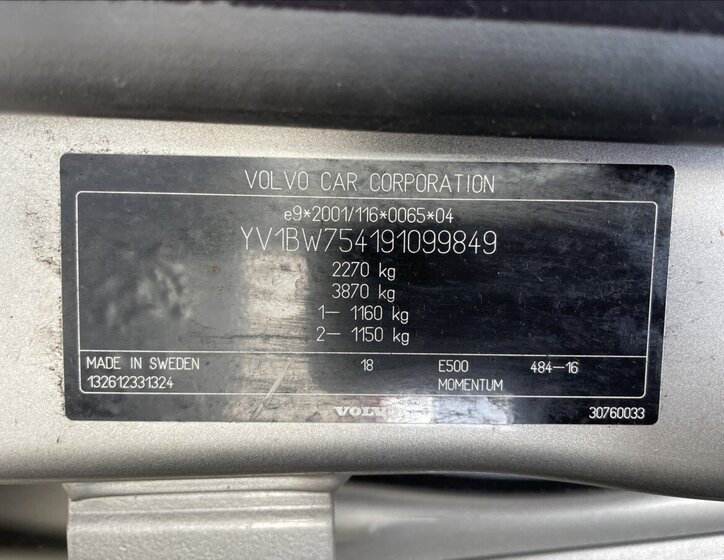 VOLVO CAR CORPORATION
e9*2001/116*0065*04
YV1BW754191099849
2270 kg
3870 kg
1- 1160 kg
2- 1150 kg
MADE IN SWEDEN 18 E500 484-16
132612331324 MOMENTUM
VOLVO 30760033